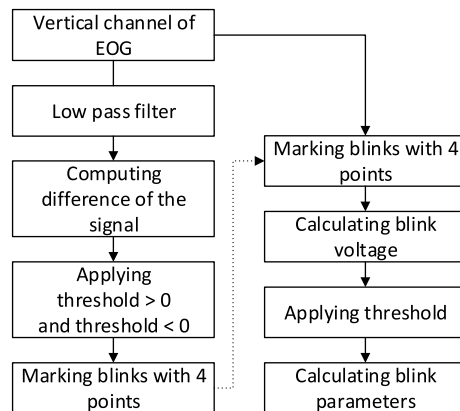 Vertical channel of
EOG
Low pass filter
Computing
difference of the
signal
Applying
threshold > 0
and threshold < 0
Marking blinks with 4
points
Marking blinks with 4
points
Calculating blink
voltage
Applying threshold
Calculating blink
parameters